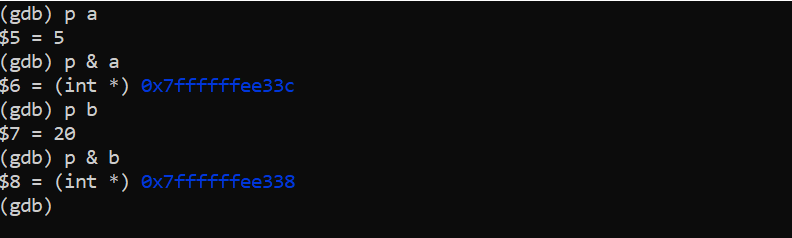 (gdb) p a
$5 = 5
(gdb) p & a
$6 = (int *) 0x7ffffffee33c
(gdb) p b
$7 = 20
(gdb) p & b
$8 = (int *) 0x7ffffffee338
(gdb)